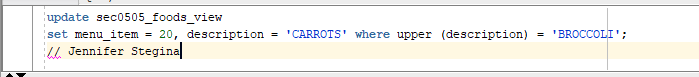 update sec0505_foods_view
set menu_item = 20, description = 'CARROTS' where upper (description) = 'BROCCOLI';
// Jennifer Stegina